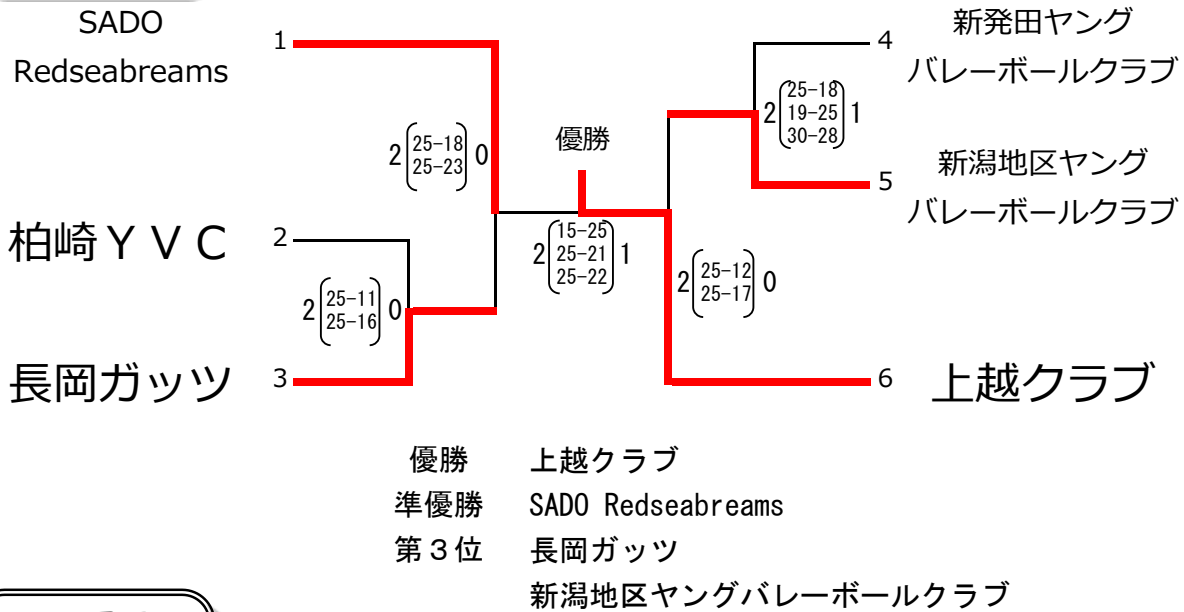 SADO
Redseabreams
1
2
25-18
25-23
0
柏崎ＹＶＣ
2
2
25-11
25-16
0
長岡ガッツ
3
優勝
2
15-25
25-21
25-22
1
新発田ヤング
バレーボールクラブ
4
2
25-18
19-25
30-28
1
新潟地区ヤング
バレーボールクラブ
5
2
25-12
25-17
0
6
上越クラブ
優勝 上越クラブ
準優勝 SADO Redseabreams
第３位 長岡ガッツ
新潟地区ヤングバレーボールクラブ